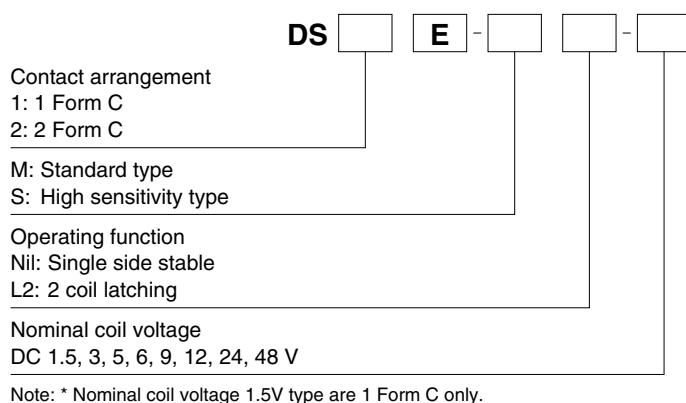 DS E - -
Contact arrangement
1: 1 Form C
2: 2 Form C
M: Standard type
S: High sensitivity type
Operating function
Nil: Single side stable
L2: 2 coil latching
Nominal coil voltage
DC 1.5, 3, 5, 6, 9, 12, 24, 48 V
Note: * Nominal coil voltage 1.5V type are 1 Form C only.